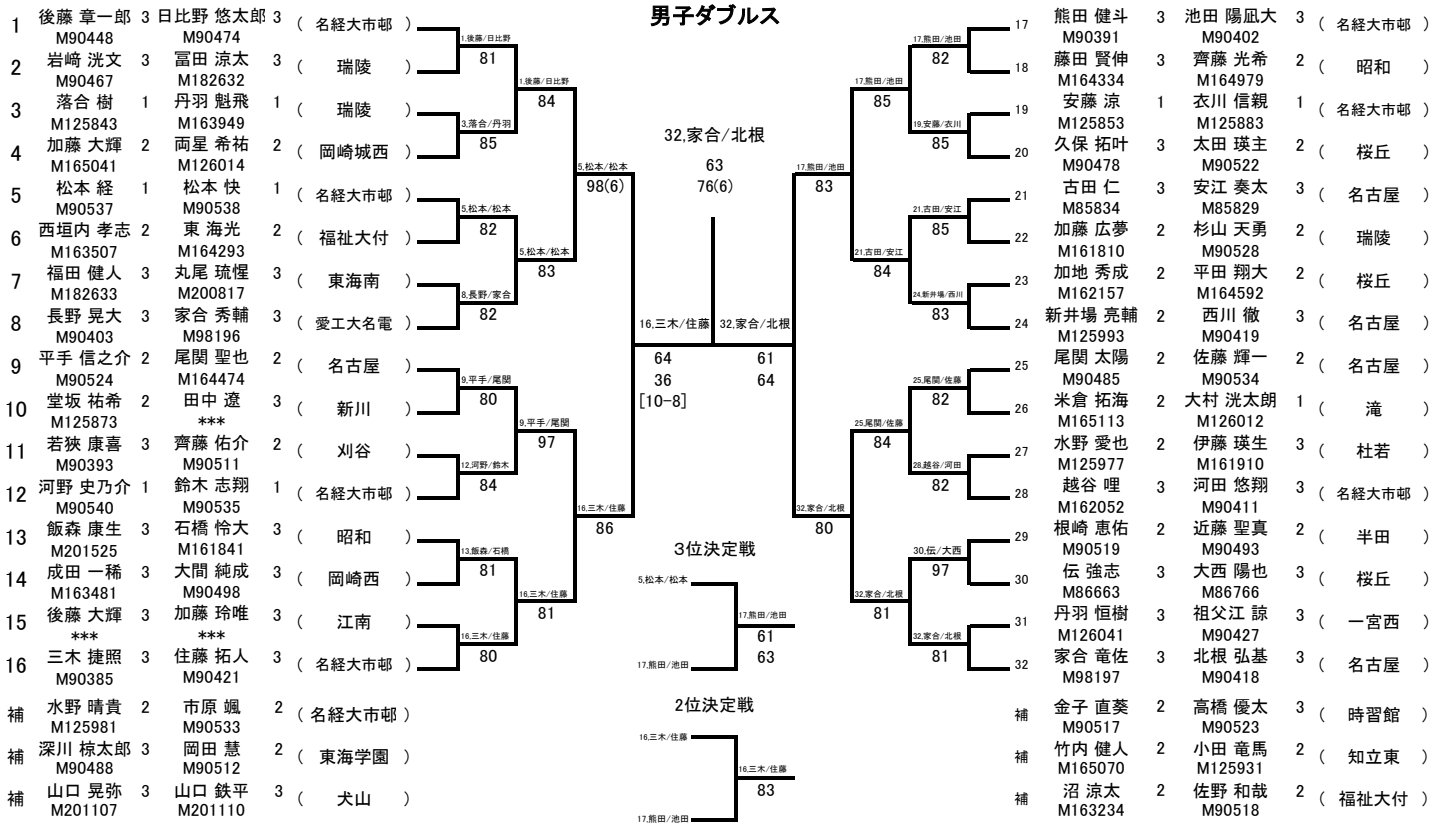 男子ダブルス
1 後藤 章一郎 3 日比野 悠太郎 3 ( 名経大市邨 )
M90448 M90474
2 岩﨑 洸文 3 冨田 涼太 3 ( 瑞陵 )
M90467 M182632
3 落合 樹 1 丹羽 魁飛 1 ( 瑞陵 )
M125843 M163949
4 加藤 大輝 2 両星 希祐 2 ( 岡崎城西 )
M165041 M126014
5 松本 経 1 松本 快 1 ( 名経大市邨 )
M90537 M90538
6 西垣内 孝志 2 東 海光 2 ( 福祉大付 )
M163507 M164293
7 福田 健人 3 丸尾 琉惺 3 ( 東海南 )
M182633 M200817
8 長野 晃大 3 家合 秀輔 3 ( 愛工大名電 )
M90403 M98196
9 平手 信之介 2 尾関 聖也 2 ( 名古屋 )
M90524 M164474
10 堂坂 祐希 2 田中 遼 3 ( 新川 )
M125873 ***
11 若狹 康喜 3 齊藤 佑介 2 ( 刈谷 )
M90393 M90511
12 河野 史乃介 1 鈴木 志翔 1 ( 名経大市邨 )
M90540 M90535
13 飯森 康生 3 石橋 怜大 3 ( 昭和 )
M201525 M161841
14 成田 一稀 3 大間 純成 3 ( 岡崎西 )
M163481 M90498
15 後藤 大輝 3 加藤 玲唯 3 ( 江南 )
*** ***
16 三木 捷照 3 住藤 拓人 3 ( 名経大市邨 )
M90385 M90421
補 水野 晴貴 2 市原 颯 2 ( 名経大市邨 )
M125981 M90533
補 深川 椋太郎 3 岡田 慧 2 ( 東海学園 )
M90488 M90512
補 山口 晃弥 3 山口 鉄平 3 ( 犬山 )
M201107 M201110
1,後藤/日比野
81
3,落合/丹羽
85
5,松本/松本
82
8,長野/家合
82
9,平手/尾関
80
12,河野/鈴木
84
13,飯森/石橋
81
16,三木/住藤
80
1,後藤/日比野
84
5,松本/松本
83
9,平手/尾関
97
16,三木/住藤
81
5,松本/松本
98(6)
16,三木/住藤
86
16,三木/住藤
64
36
[10-8]
32,家合/北根
63
76(6)
32,家合/北根
61
64
3位決定戦
5,松本/松本
17,熊田/池田
61
63
17,熊田/池田
2位決定戦
16,三木/住藤
16,三木/住藤
83
17,熊田/池田
17,熊田/池田
83
32,家合/北根
80
17,熊田/池田
85
21,古田/安江
84
25,尾関/佐藤
84
32,家合/北根
81
17,熊田/池田
82
19,安藤/衣川
85
21,古田/安江
85
24,新井場/西川
83
25,尾関/佐藤
82
28,越谷/河田
82
30,伝/大西
97
32,家合/北根
81
17 熊田 健斗 3 池田 陽凪大 3 ( 名経大市邨 )
M90391 M90402
18 藤田 賢伸 3 齊藤 光希 2 ( 昭和 )
M164334 M164979
19 安藤 涼 1 衣川 信親 1 ( 名経大市邨 )
M125853 M125883
20 久保 拓叶 3 太田 瑛主 2 ( 桜丘 )
M90478 M90522
21 古田 仁 3 安江 奏太 3 ( 名古屋 )
M85834 M85829
22 加藤 広夢 2 杉山 天勇 2 ( 瑞陵 )
M161810 M90528
23 加地 秀成 2 平田 翔大 2 ( 桜丘 )
M162157 M164592
24 新井場 亮輔 2 西川 徹 3 ( 名古屋 )
M125993 M90419
25 尾関 太陽 2 佐藤 輝一 2 ( 名古屋 )
M90485 M90534
26 米倉 拓海 2 大村 洸太朗 1 ( 滝 )
M165113 M126012
27 水野 愛也 2 伊藤 瑛生 3 ( 杜若 )
M125977 M161910
28 越谷 哩 3 河田 悠翔 3 ( 名経大市邨 )
M162052 M90411
29 根崎 恵佑 2 近藤 聖真 2 ( 半田 )
M90519 M90493
30 伝 強志 3 大西 陽也 3 ( 桜丘 )
M86663 M86766
31 丹羽 恒樹 3 祖父江 諒 3 ( 一宮西 )
M126041 M90427
32 家合 竜佐 3 北根 弘基 3 ( 名古屋 )
M98197 M90418
補 金子 直葵 2 高橋 優太 3 ( 時習館 )
M90517 M90523
補 竹内 健人 2 小田 竜馬 2 ( 知立東 )
M165070 M125931
補 沼 涼太 2 佐野 和哉 2 ( 福祉大付 )
M163234 M90518